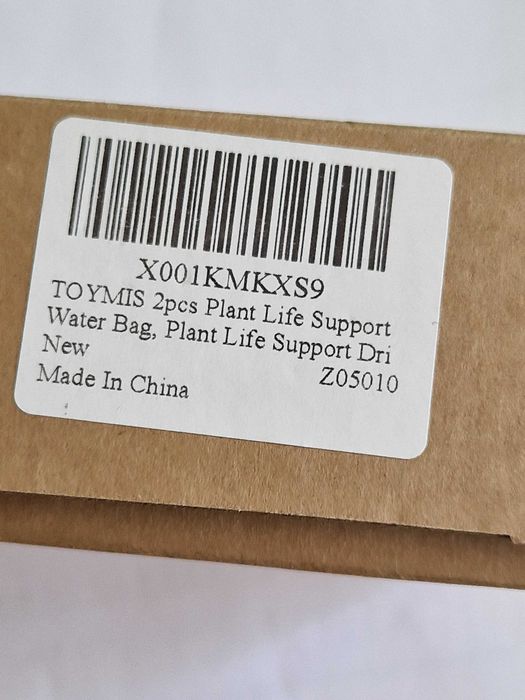 X001KMKXS9
TOYMIS 2pcs Plant Life Support
Water Bag, Plant Life Support Dri
New Z05010
Made In China